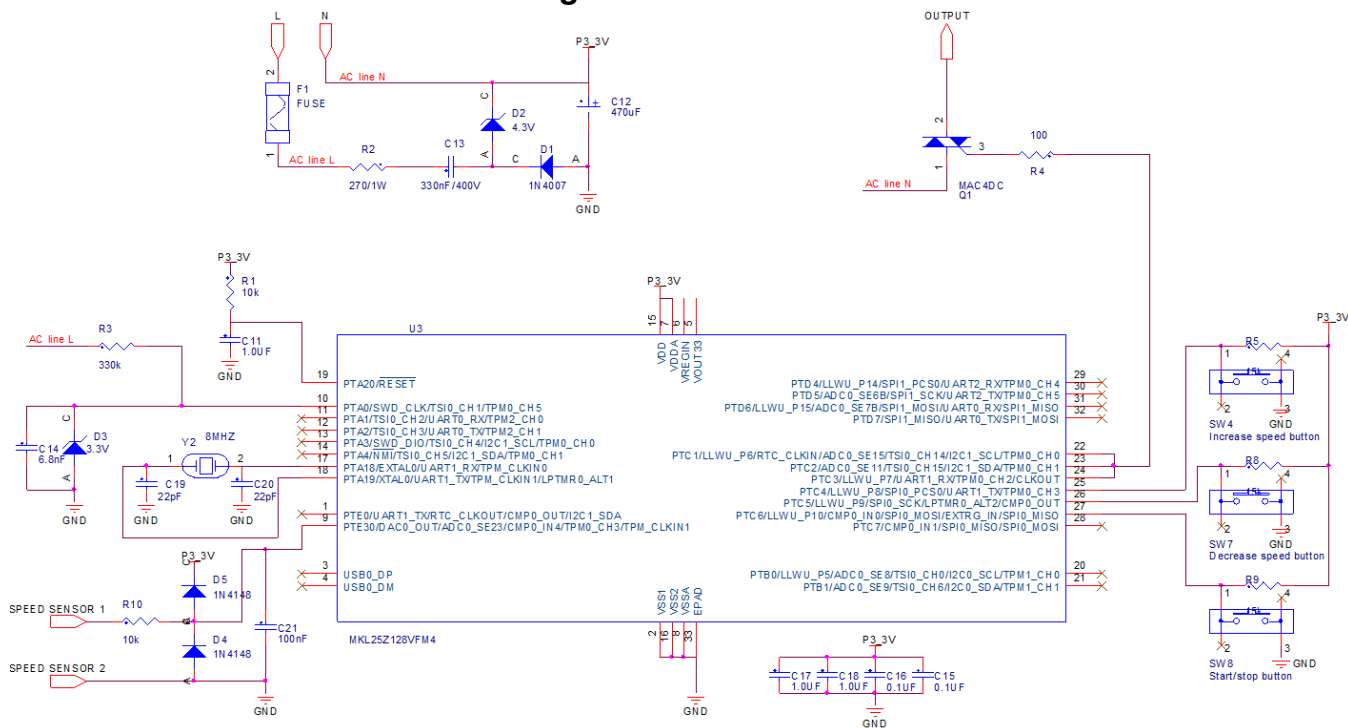 L
N
OUTPUT
P3_3V
AC line N
2
F1
FUSE
1
C
D2
4.3V
A
C12
470uF
AC line L
R2
270/1W
C13
330nF/400V
C
D1
A
1N4007
GND
2
1
3
100
R4
AC line N
MAC4DC
Q1
P3_3V
R1
10k
C11
1.0UF
GND
AC line L
R3
330k
C
D3
3.3V
A
C14
6.8nF
GND
Y2
8MHZ
1
2
C19
22pF
C20
22pF
GND
GND
P3_3V
C
D5
1N4148
SPEED SENSOR 1
R10
10k
D4
1N4148
A
SPEED SENSOR 2
C21
100nF
GND
P3_3V
U3
15 VDD
7 VDDA
6 VREGIN
5 VOUT33
19 PTA20/RESET
10 PTA0/SWD_CLK/TSI0_CH1/TPM0_CH5
11 PTA1/TSI0_CH2/UART0_RX/TPM2_CH0
12 PTA2/TSI0_CH3/UART0_TX/TPM2_CH1
13 PTA3/SWD_DIO/TSI0_CH4/I2C1_SCL/TPM0_CH0
14 PTA4/NMI/TSI0_CH5/I2C1_SDA/TPM0_CH1
17 PTA18/EXTAL0/UART1_RX/TPM_CLKIN0
18 PTA19/XTAL0/UART1_TX/TPM_CLKIN1/LPTMR0_ALT1
1 PTE0/UART1_TX/RTC_CLKOUT/CMP0_OUT/I2C1_SDA
9 PTE30/DAC0_OUT/ADC0_SE23/CMP0_IN4/TPM0_CH3/TPM_CLKIN1
3 USB0_DP
4 USB0_DM
PTD4/LLWU_P14/SPI1_PCS0/UART2_RX/TPM0_CH4 29
PTD5/ADC0_SE6B/SPI1_SCK/UART2_TX/TPM0_CH5 30
PTD6/LLWU_P15/ADC0_SE7B/SPI1_MOSI/UART0_RX/SPI1_MISO 31
PTD7/SPI1_MISO/UART0_TX/SPI1_MOSI 32
PTC1/LLWU_P6/RTC_CLKIN/ADC0_SE15/TSI0_CH14/I2C1_SCL/TPM0_CH0 22
PTC2/ADC0_SE11/TSI0_CH15/I2C1_SDA/TPM0_CH1 23
PTC3/LLWU_P7/UART1_RX/TPM0_CH2/CLKOUT 24
PTC4/LLWU_P8/SPI0_PCS0/UART1_TX/TPM0_CH3 25
PTC5/LLWU_P9/SPI0_SCK/LPTMR0_ALT2/CMP0_OUT 26
PTC6/LLWU_P10/CMP0_IN0/SPI0_MOSI/EXTRG_IN/SPI0_MISO 27
PTC7/CMP0_IN1/SPI0_MISO/SPI0_MOSI 28
PTB0/LLWU_P5/ADC0_SE8/TSI0_CH0/I2C0_SCL/TPM1_CH0 20
PTB1/ADC0_SE9/TSI0_CH6/I2C0_SDA/TPM1_CH1 21
2 VSS1
16 VSS2
8 VSSA
33 EPAD
MKL25Z128VFM4
GND
P3_3V
C17
1.0UF
C18
1.0UF
C16
0.1UF
C15
0.1UF
GND
P3_3V
R5
1
4
15k
2
3
GND
SW4
Increase speed button
R8
1
4
15k
2
3
GND
SW7
Decrease speed button
R9
1
4
15k
2
3
GND
SW8
Start/stop button